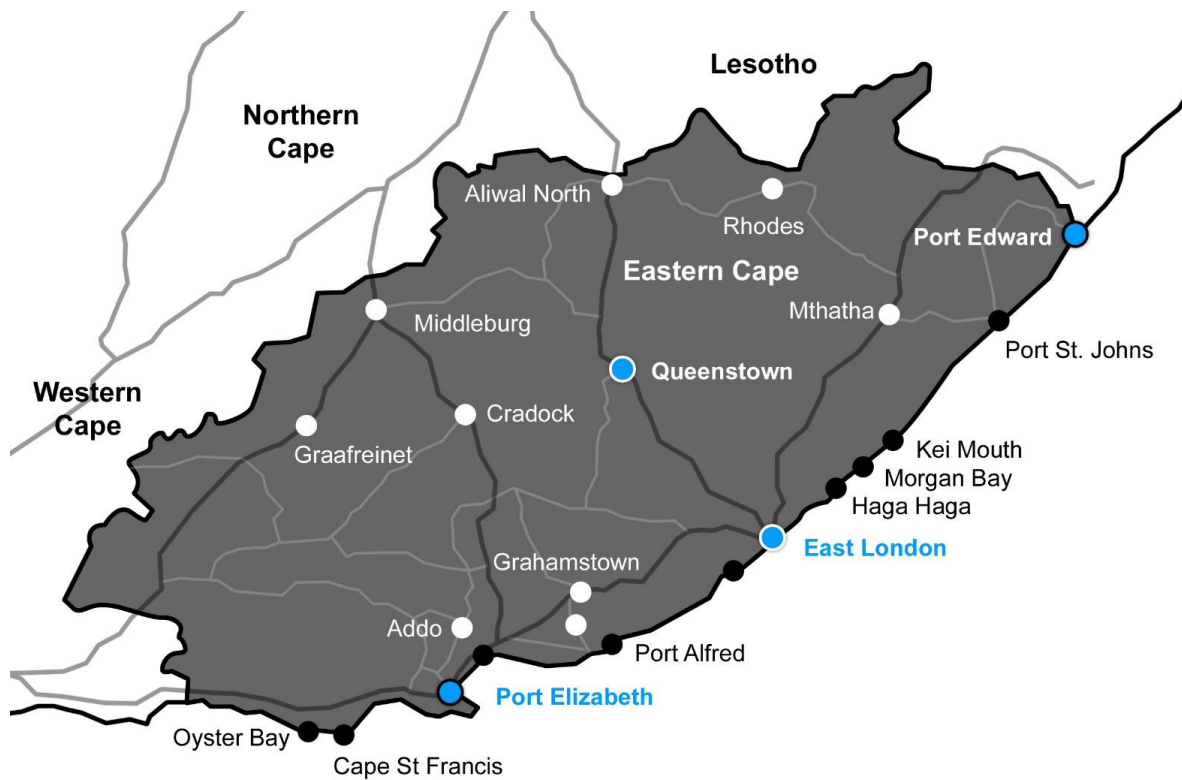 Lesotho
Northern
Cape
Aliwal North
Rhodes
Port Edward
Eastern Cape
Middleburg
Mthatha
Port St. Johns
Queenstown
Western
Cape
Cradock
Graafreinet
Kei Mouth
Morgan Bay
Haga Haga
East London
Grahamstown
Addo
Port Alfred
Port Elizabeth
Oyster Bay
Cape St Francis